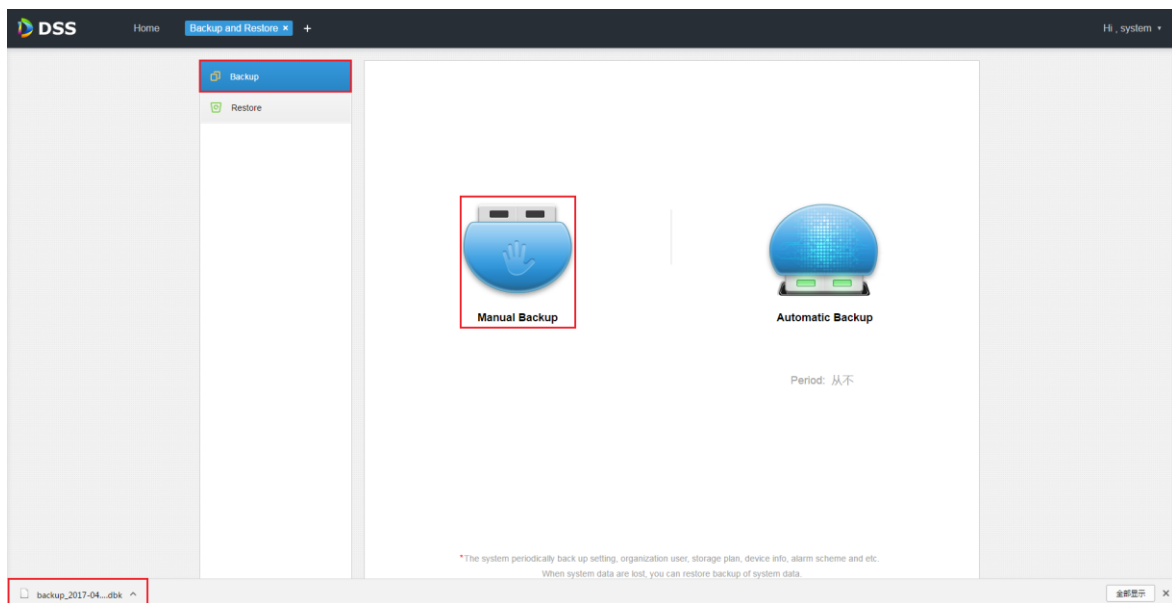 DSS Home Backup and Restore × + Hi , system
Backup
Restore
Manual Backup
Automatic Backup
Period: 从不
*The system periodically back up setting, organization user, storage plan, device info, alarm scheme and etc.
When system data are lost, you can restore backup of system data.
backup_2017-04....dbk
全部显示